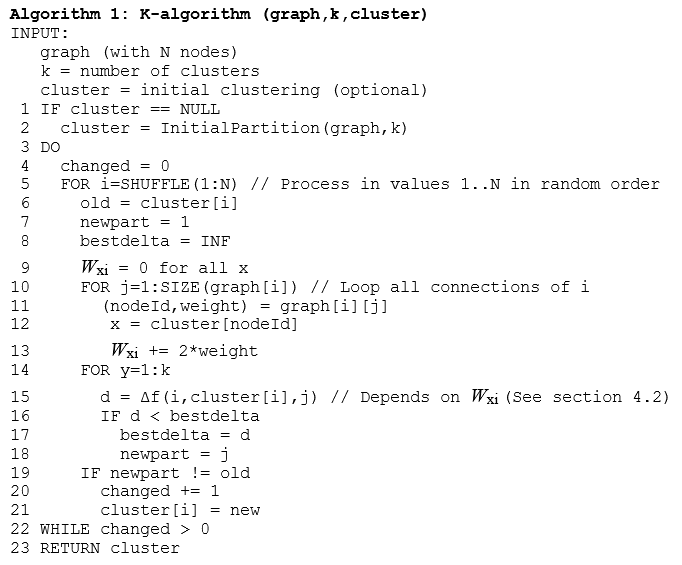 Algorithm 1: K-algorithm (graph,k,cluster)
INPUT:
graph (with N nodes)
k = number of clusters
cluster = initial clustering (optional)
1 IF cluster == NULL
2 cluster = InitialPartition(graph,k)
3 DO
4 changed = 0
5 FOR i=SHUFFLE(1:N) // Process in values 1..N in random order
6 old = cluster[i]
7 newpart = 1
8 bestdelta = INF
9 Wxi = 0 for all x
10 FOR j=1:SIZE(graph[i]) // Loop all connections of i
11 (nodeId,weight) = graph[i][j]
12 x = cluster[nodeId]
13 Wxi += 2*weight
14 FOR y=1:k
15 d = Δf(i,cluster[i],j) // Depends on Wxi (See section 4.2)
16 IF d < bestdelta
17 bestdelta = d
18 newpart = j
19 IF newpart != old
20 changed += 1
21 cluster[i] = new
22 WHILE changed > 0
23 RETURN cluster